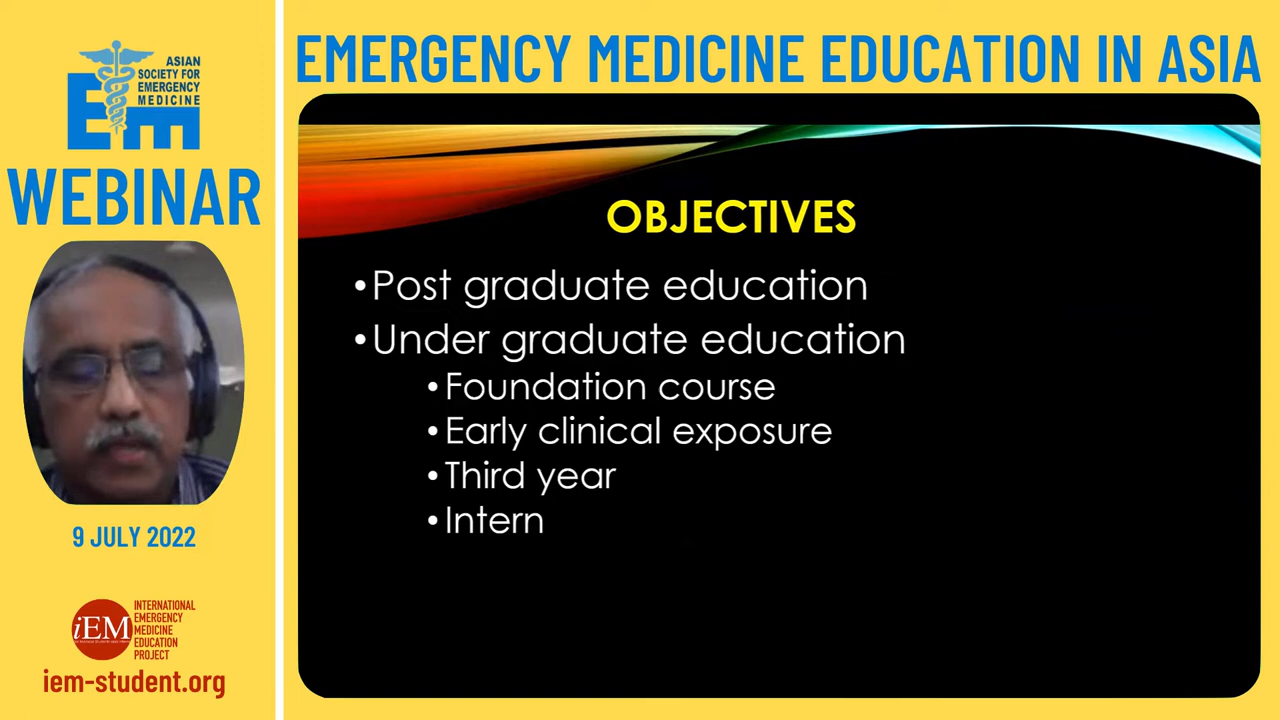 ASIAN
SOCIETY FOR
EMERGENCY
MEDICINE
EM
WEBINAR
9 JULY 2022
iEM
INTERNATIONAL
EMERGENCY
MEDICINE
EDUCATION
PROJECT
iem-student.org
EMERGENCY MEDICINE EDUCATION IN ASIA
OBJECTIVES
•Post graduate education
•Under graduate education
•Foundation course
•Early clinical exposure
•Third year
•Intern